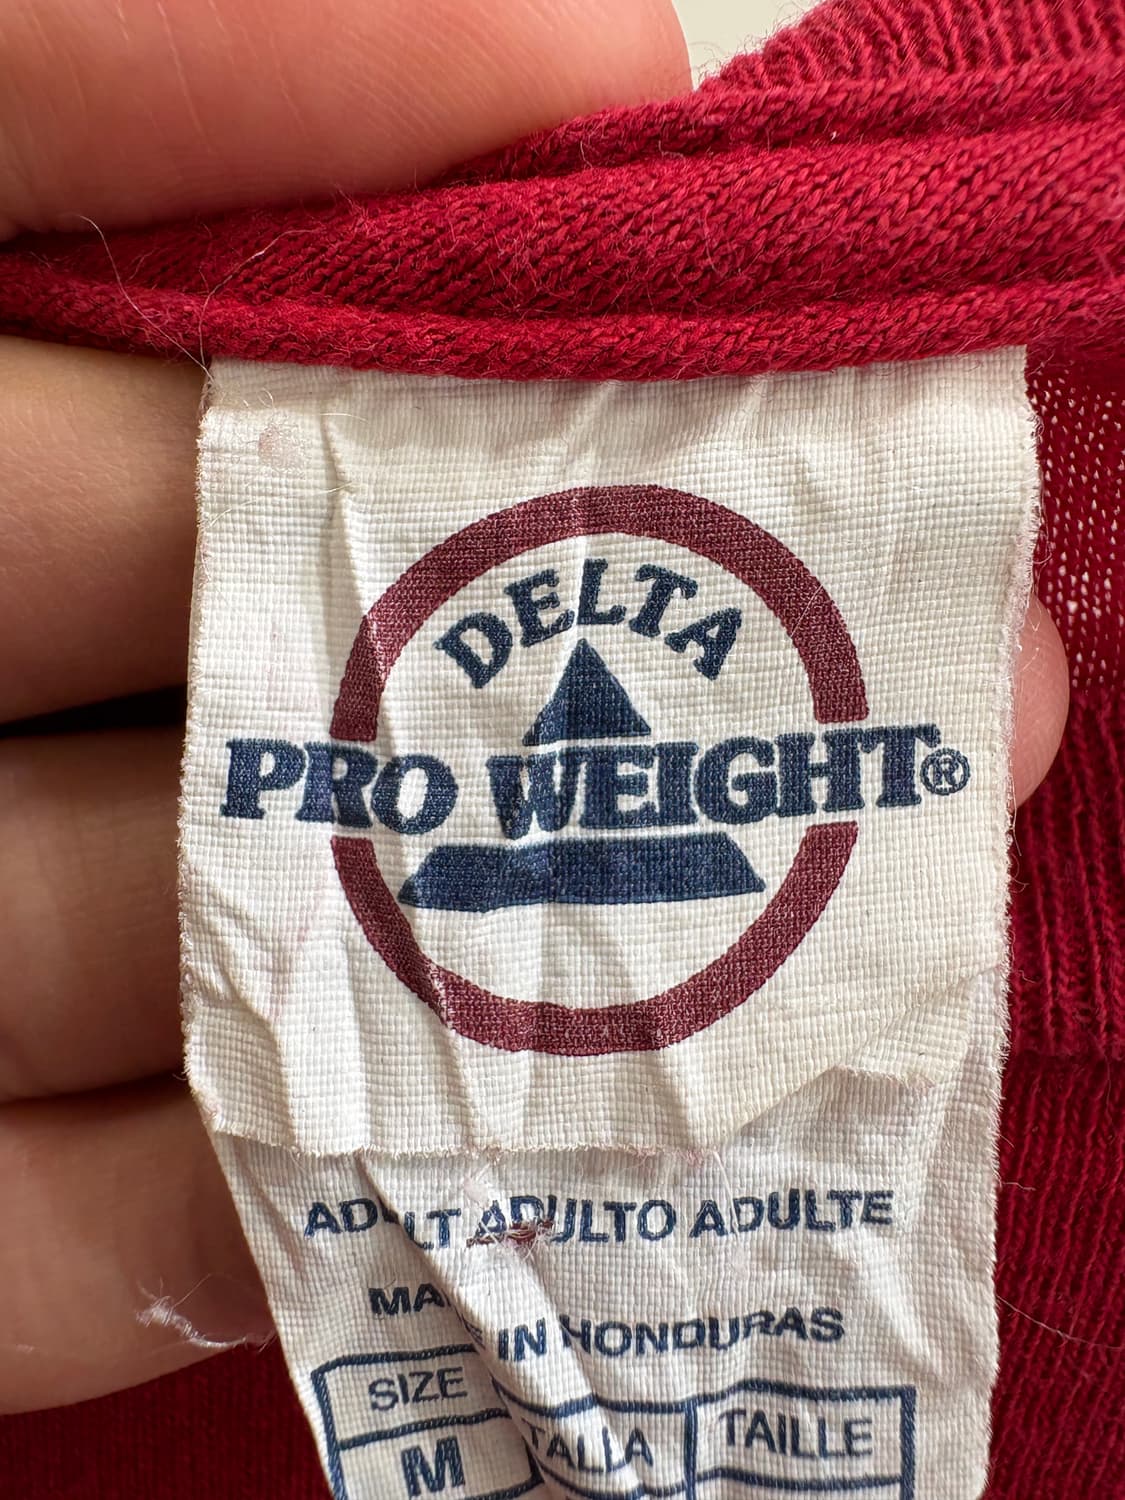 DELTA
PRO WEIGHT®
ADULT ADULTO ADULTE
MADE IN HONDURAS
SIZE TALLA TAILLE
M